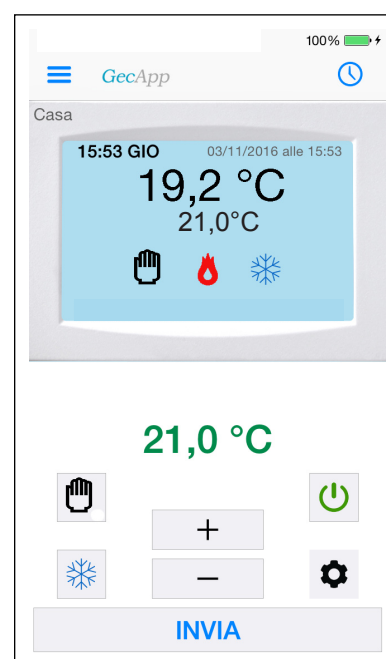 100%
GecApp
Casa
15:53 GIO 03/11/2016 alle 15:53
19,2 °C
21,0°C
21,0 °C
+
−
INVIA